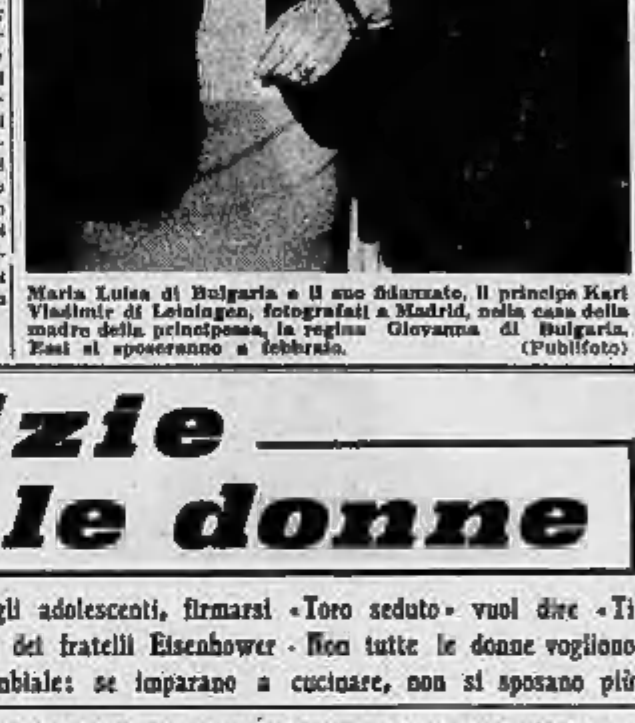 Maria Luisa di Bulgaria e il suo fidanzato, il principe Karl
Vladimir di Leiningen, fotografati a Madrid, nella casa della
madre della principessa, la regina Giovanna di Bulgaria.
Essi si sposeranno a febbraio. (Publifoto)
zie
le donne
gli adolescenti, firmarsi «Toro seduto» vuol dire «Ti
dei fratelli Eisenhower - Non tutte le donne vogliono
mbiale: se imparano a cucinare, non si sposano più